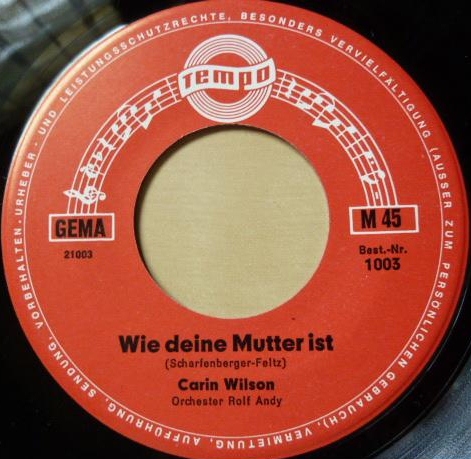 URHEBER- UND LEISTUNGSSCHUTZRECHTE, BESONDERS VERVIELFÄLTIGUNG (AUSSER ZUM PERSÖNLICHEN GEBRAUCH), VERMIETUNG, AUFFÜHRUNG, SENDUNG, VORBEHALTEN.
Tempo
GEMA
M 45
21003
Best.-Nr.
1003
Wie deine Mutter ist
(Scharfenberger-Feltz)
Carin Wilson
Orchester Rolf Andy